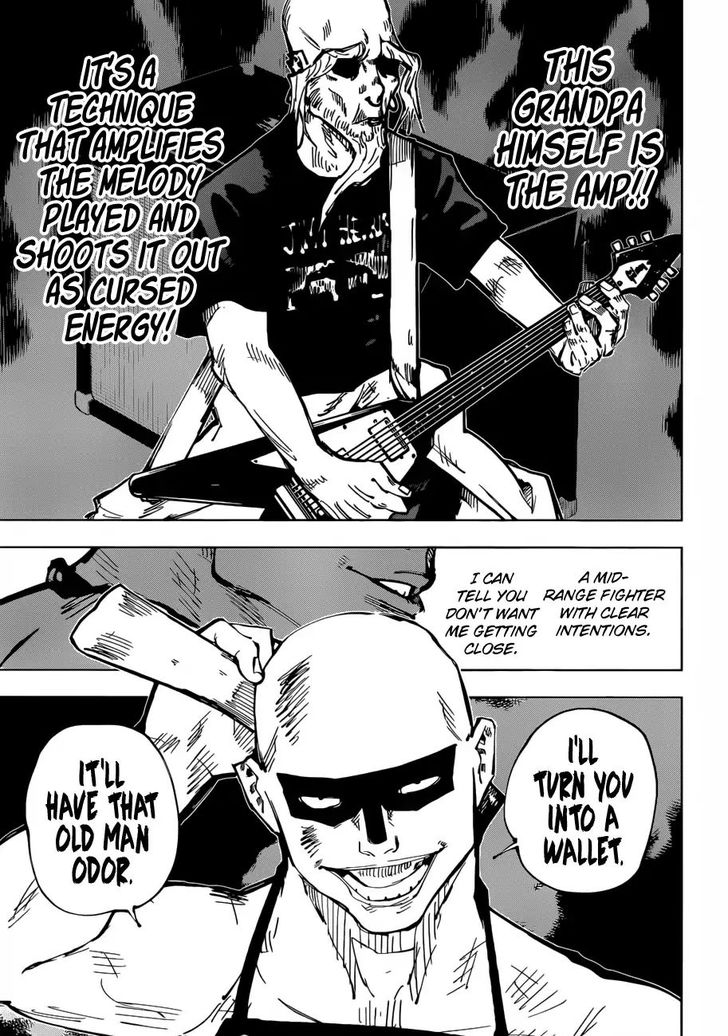 THIS
GRANDPA
HIMSELF IS
THE AMP!!
IT'S A
TECHNIQUE
THAT AMPLIFIES
THE MELODY
PLAYED AND
SHOOTS IT OUT
AS CURSED
ENERGY!
A MID-
RANGE FIGHTER
WITH CLEAR
INTENTIONS.
I CAN
TELL YOU
DON'T WANT
ME GETTING
CLOSE.
I'LL
TURN YOU
INTO A
WALLET.
IT'LL
HAVE THAT
OLD MAN
ODOR.